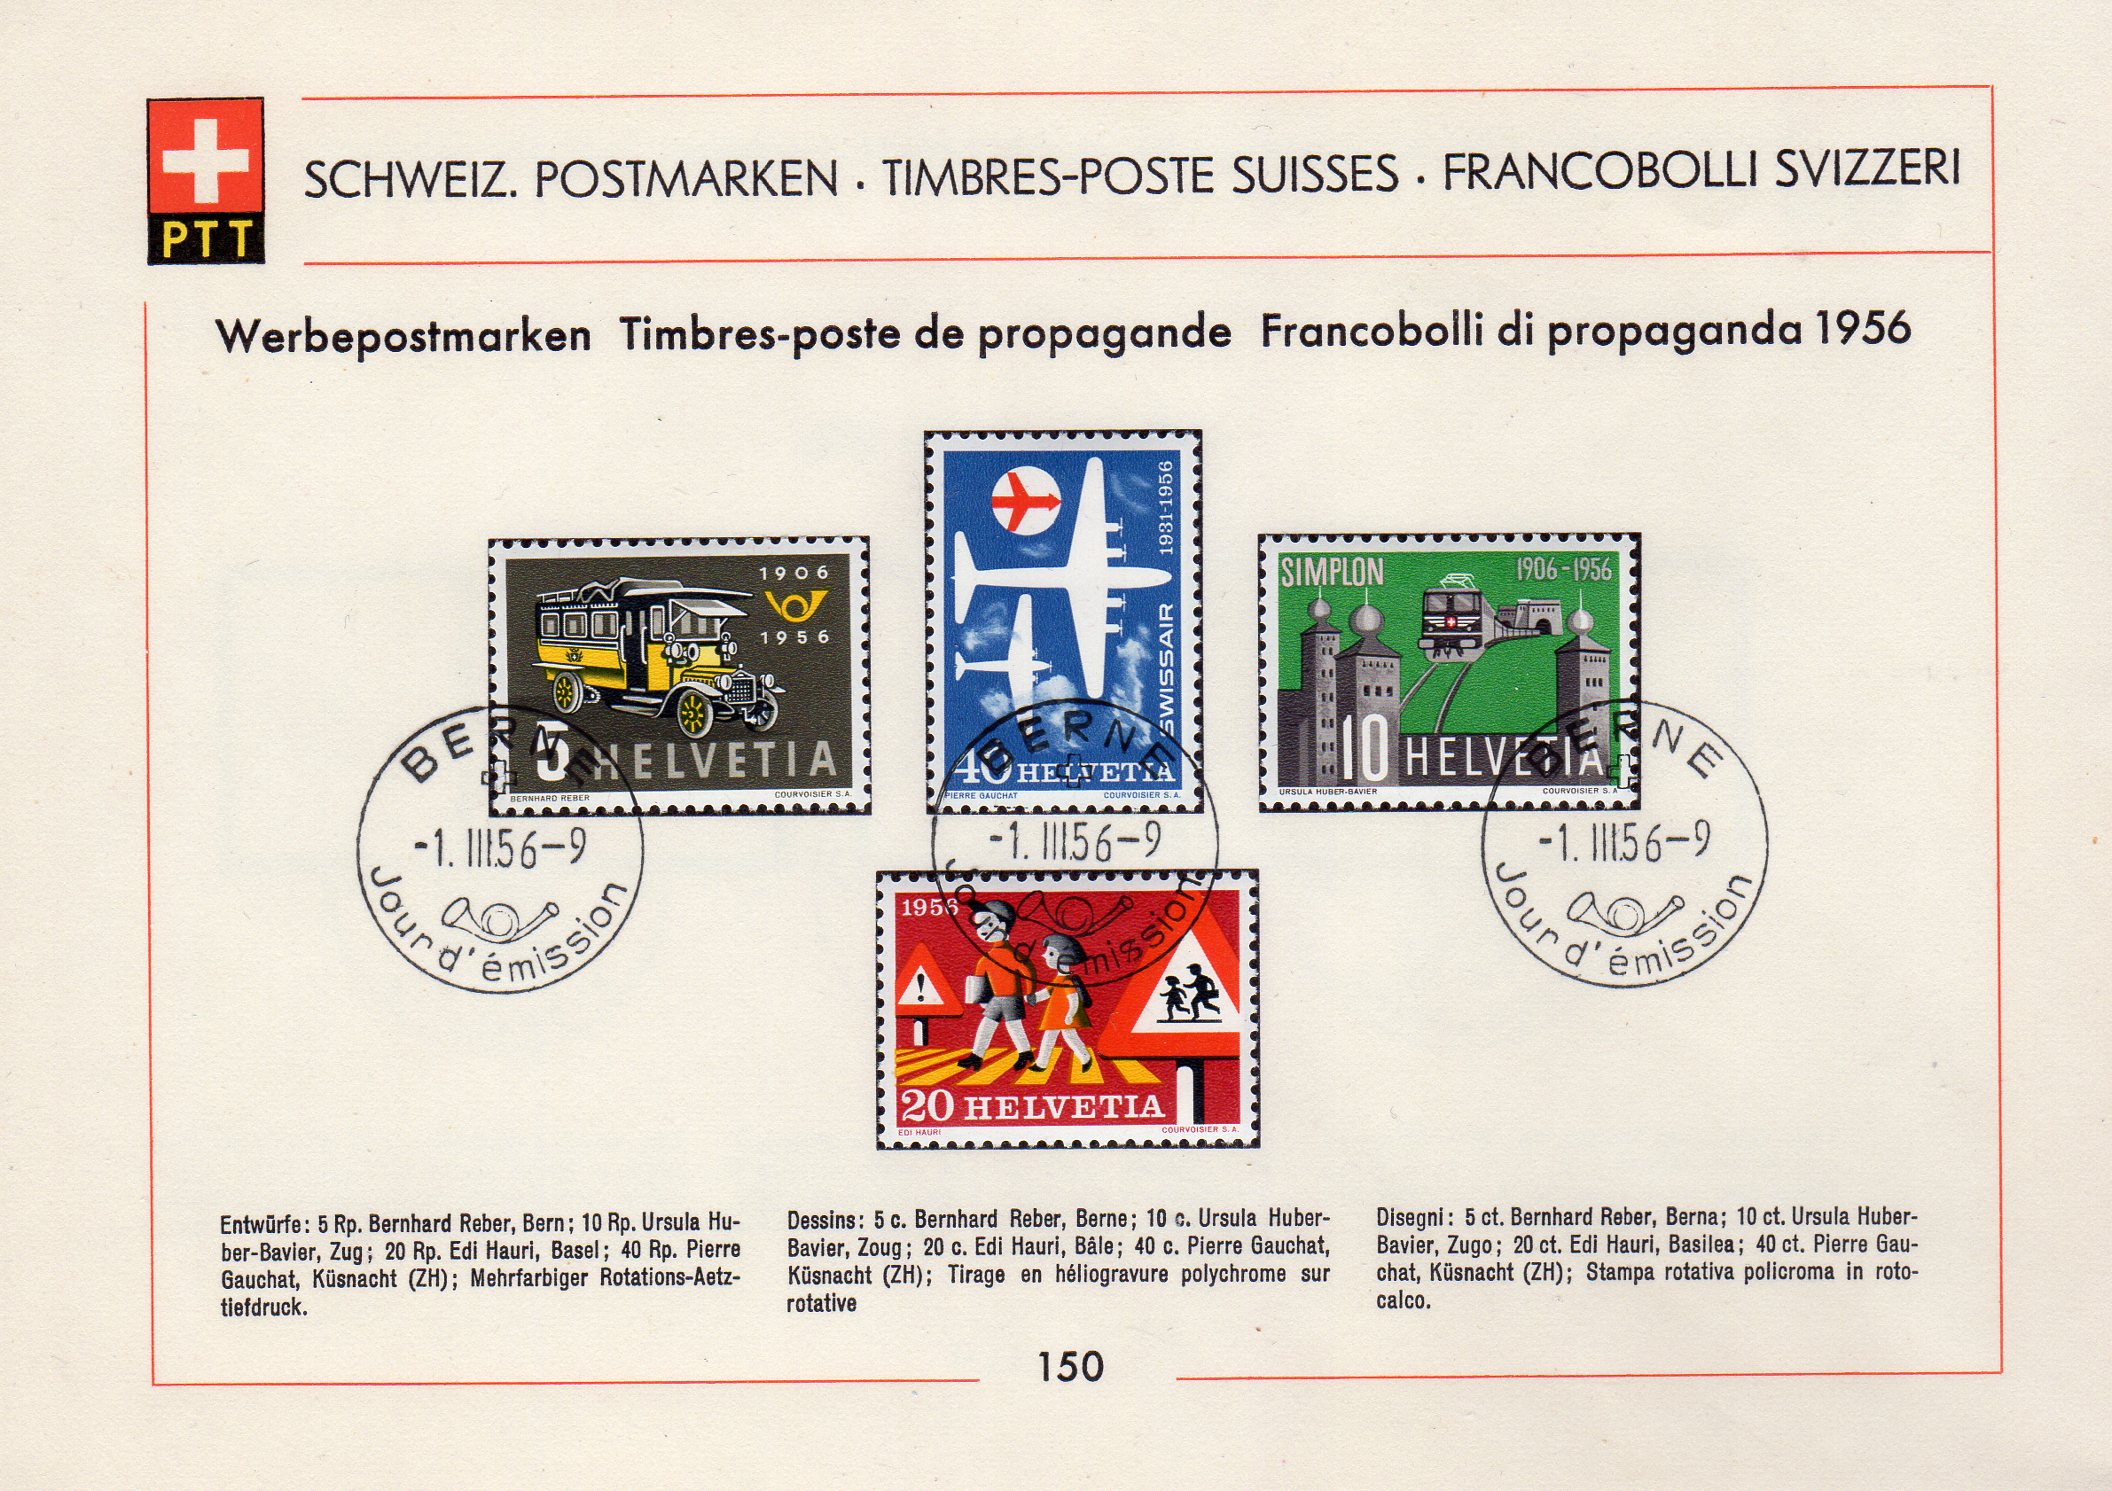 PTT
SCHWEIZ. POSTMARKEN · TIMBRES-POSTE SUISSES · FRANCOBOLLI SVIZZERI
Werbepostmarken Timbres-poste de propagande Francobolli di propaganda 1956
1906
1956
5 HELVETIA
BERNHARD REBER
COURVOISIER S.A.
1931-1956
SWISSAIR
40 HELVETIA
PIERRE GAUCHAT
COURVOISIER S.A.
SIMPLON
1906-1956
10 HELVETIA
URSULA HUBER-BAVIER
COURVOISIER S.A
BERNE
-1.III.56-9
Jour d'émission
BERNE
-1.III.56-9
Jour d'émission
BERNE
-1.III.56-9
Jour d'émission
1956
!
20 HELVETIA
EDI HAURI
COURVOISIER S.A.
Entwürfe: 5 Rp. Bernhard Reber, Bern; 10 Rp. Ursula Hu-
ber-Bavier, Zug; 20 Rp. Edi Hauri, Basel; 40 Rp. Pierre
Gauchat, Küsnacht (ZH); Mehrfarbiger Rotations-Aetz-
tiefdruck.
Dessins: 5 c. Bernhard Reber, Berne; 10 c. Ursula Huber-
Bavier, Zoug; 20 c. Edi Hauri, Bâle; 40 c. Pierre Gauchat,
Küsnacht (ZH); Tirage en héliogravure polychrome sur
rotative
Disegni: 5 ct. Bernhard Reber, Berna; 10 ct. Ursula Huber-
Bavier, Zugo; 20 ct. Edi Hauri, Basilea; 40 ct. Pierre Gau-
chat, Küsnacht (ZH); Stampa rotativa policroma in roto-
calco.
150